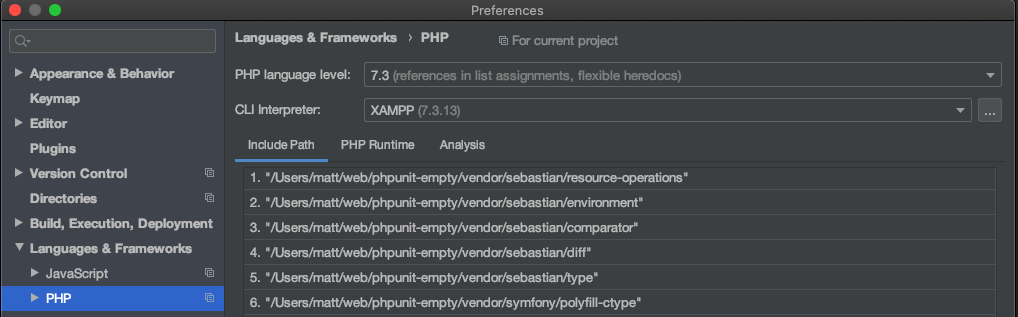 Preferences
Languages & Frameworks › PHP For current project
Appearance & Behavior
Keymap
Editor
Plugins
Version Control
Directories
Build, Execution, Deployment
Languages & Frameworks
JavaScript
PHP
PHP language level: 7.3 (references in list assignments, flexible heredocs)
CLI Interpreter: XAMPP (7.3.13) ...
Include Path PHP Runtime Analysis
1. "/Users/matt/web/phpunit-empty/vendor/sebastian/resource-operations"
2. "/Users/matt/web/phpunit-empty/vendor/sebastian/environment"
3. "/Users/matt/web/phpunit-empty/vendor/sebastian/comparator"
4. "/Users/matt/web/phpunit-empty/vendor/sebastian/diff"
5. "/Users/matt/web/phpunit-empty/vendor/sebastian/type"
6. "/Users/matt/web/phpunit-empty/vendor/symfony/polyfill-ctype"